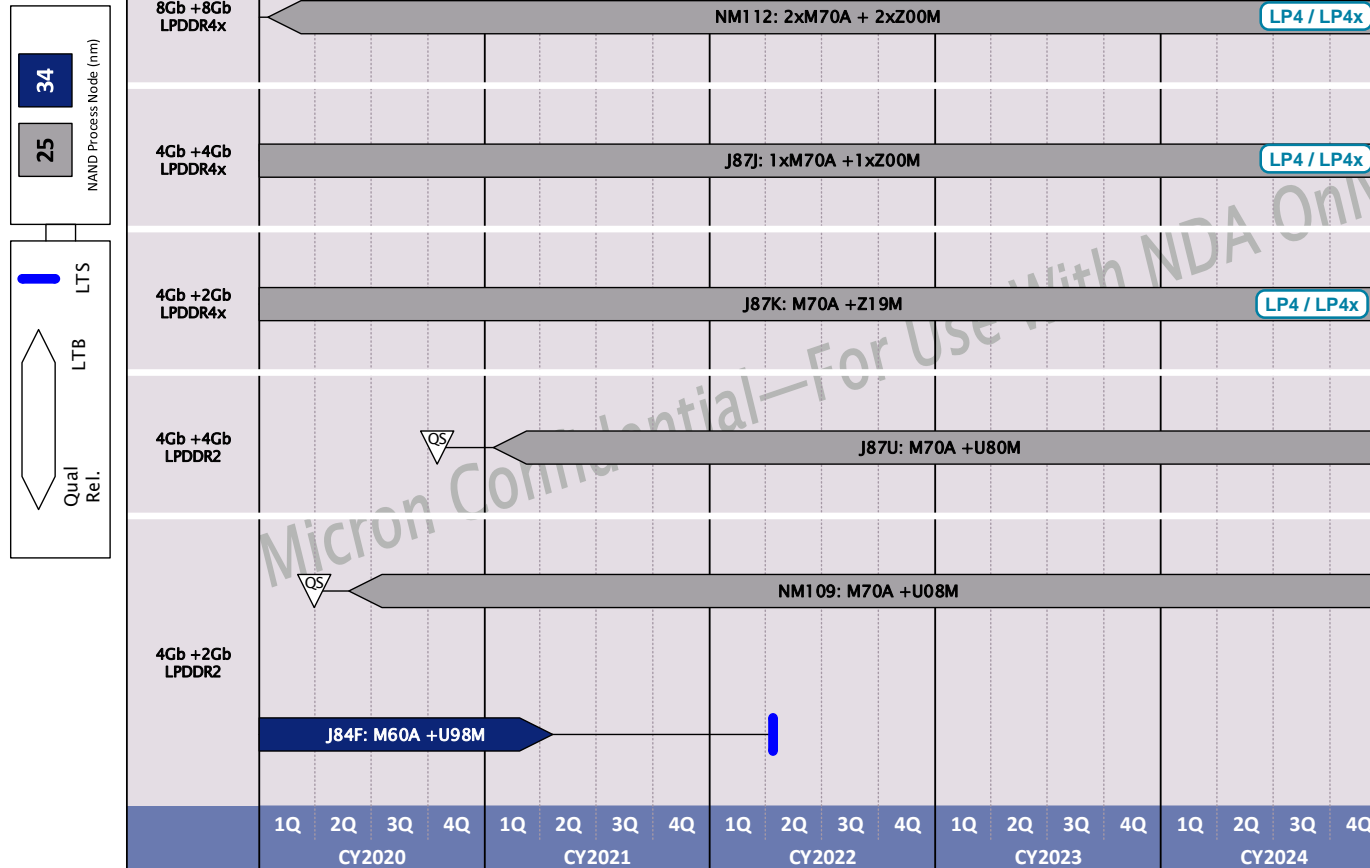 8Gb +8Gb
LPDDR4x
NM112: 2xM70A + 2xZ00M
LP4 / LP4x
34
25
NAND Process Node (nm)
4Gb +4Gb
LPDDR4x
J87J: 1xM70A +1xZ00M
LP4 / LP4x
LTS
LTB
Qual
Rel.
4Gb +2Gb
LPDDR4x
J87K: M70A +Z19M
LP4 / LP4x
Micron Confidential—For Use With NDA Only
4Gb +4Gb
LPDDR2
QS
J87U: M70A +U80M
QS
NM109: M70A +U08M
4Gb +2Gb
LPDDR2
J84F: M60A +U98M
1Q 2Q 3Q 4Q 1Q 2Q 3Q 4Q 1Q 2Q 3Q 4Q 1Q 2Q 3Q 4Q 1Q 2Q 3Q 4Q
CY2020 CY2021 CY2022 CY2023 CY2024